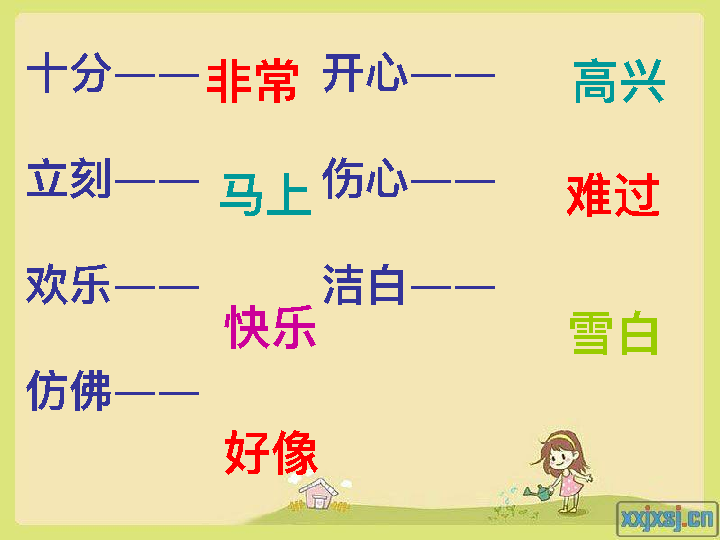 十分—— 非常 开心—— 高兴
立刻—— 马上 伤心—— 难过
欢乐—— 快乐 洁白—— 雪白
仿佛—— 好像
xxjxsj.cn